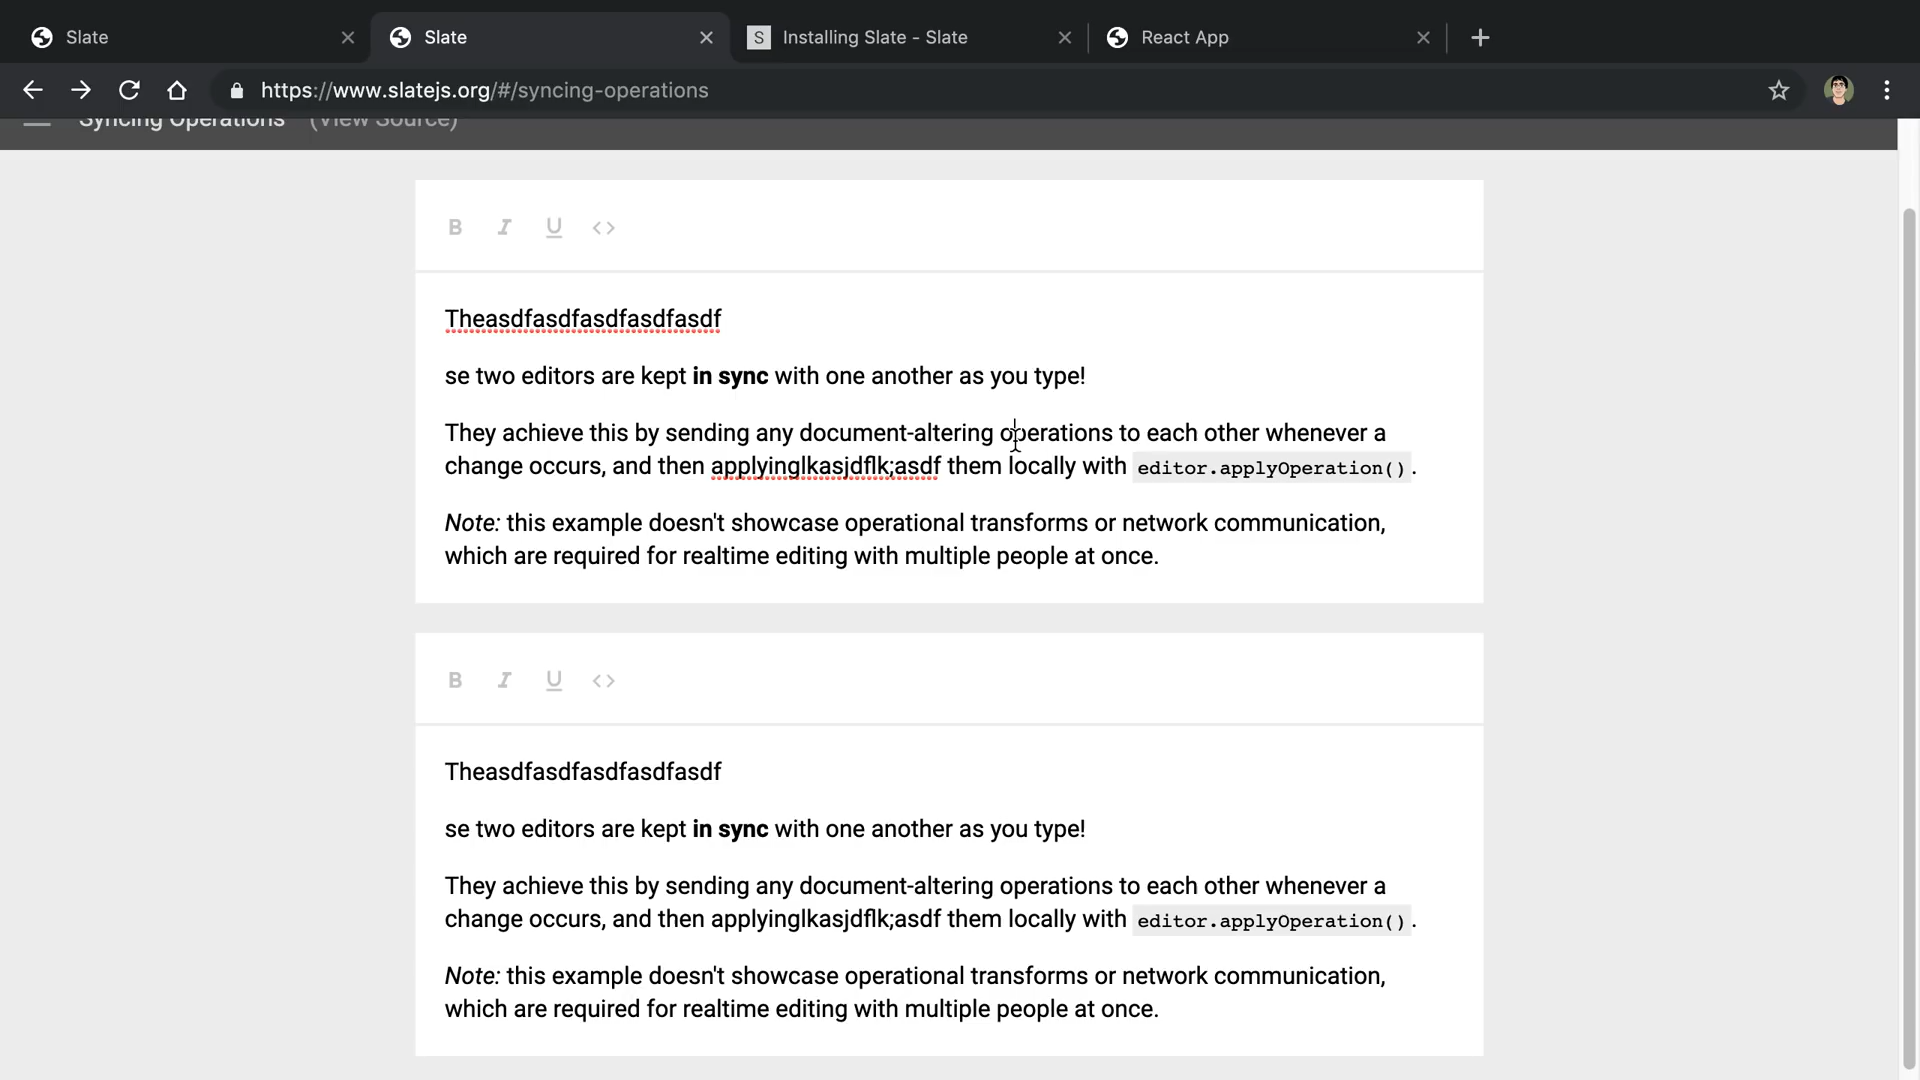 Slate
Slate
S Installing Slate - Slate
React App
https://www.slatejs.org/#/syncing-operations
Syncing Operations (View Source)
B I U <>
Theasdfasdfasdfasdfasdf
se two editors are kept in sync with one another as you type!
They achieve this by sending any document-altering operations to each other whenever a
change occurs, and then applyinglkasjdflk;asdf them locally with editor.applyOperation().
Note: this example doesn't showcase operational transforms or network communication,
which are required for realtime editing with multiple people at once.
B I U <>
Theasdfasdfasdfasdfasdf
se two editors are kept in sync with one another as you type!
They achieve this by sending any document-altering operations to each other whenever a
change occurs, and then applyinglkasjdflk;asdf them locally with editor.applyOperation().
Note: this example doesn't showcase operational transforms or network communication,
which are required for realtime editing with multiple people at once.